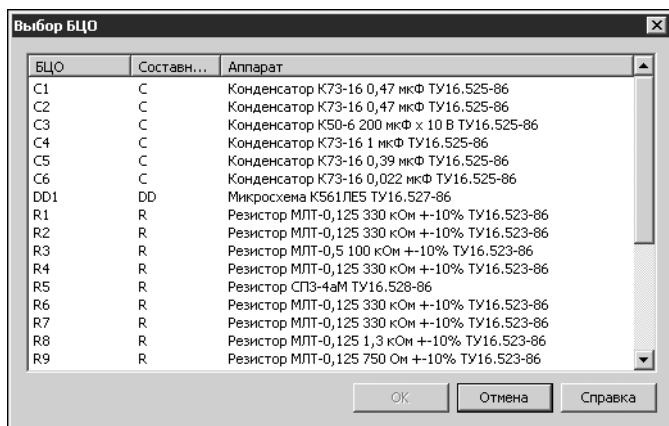 Выбор БЦО
БЦО Составн... Аппарат
C1 C Конденсатор К73-16 0,47 мкФ ТУ16.525-86
C2 C Конденсатор К73-16 0,47 мкФ ТУ16.525-86
C3 C Конденсатор К50-6 200 мкФ x 10 В ТУ16.525-86
C4 C Конденсатор К73-16 1 мкФ ТУ16.525-86
C5 C Конденсатор К73-16 0,39 мкФ ТУ16.525-86
C6 C Конденсатор К73-16 0,022 мкФ ТУ16.525-86
DD1 DD Микросхема К561ЛЕ5 ТУ16.527-86
R1 R Резистор МЛТ-0,125 330 кОм +-10% ТУ16.523-86
R2 R Резистор МЛТ-0,125 330 кОм +-10% ТУ16.523-86
R3 R Резистор МЛТ-0,5 100 кОм +-10% ТУ16.523-86
R4 R Резистор МЛТ-0,125 330 кОм +-10% ТУ16.523-86
R5 R Резистор СП3-4аМ ТУ16.528-86
R6 R Резистор МЛТ-0,125 330 кОм +-10% ТУ16.523-86
R7 R Резистор МЛТ-0,125 330 кОм +-10% ТУ16.523-86
R8 R Резистор МЛТ-0,125 1,3 кОм +-10% ТУ16.523-86
R9 R Резистор МЛТ-0,125 750 Ом +-10% ТУ16.523-86
OK Отмена Справка